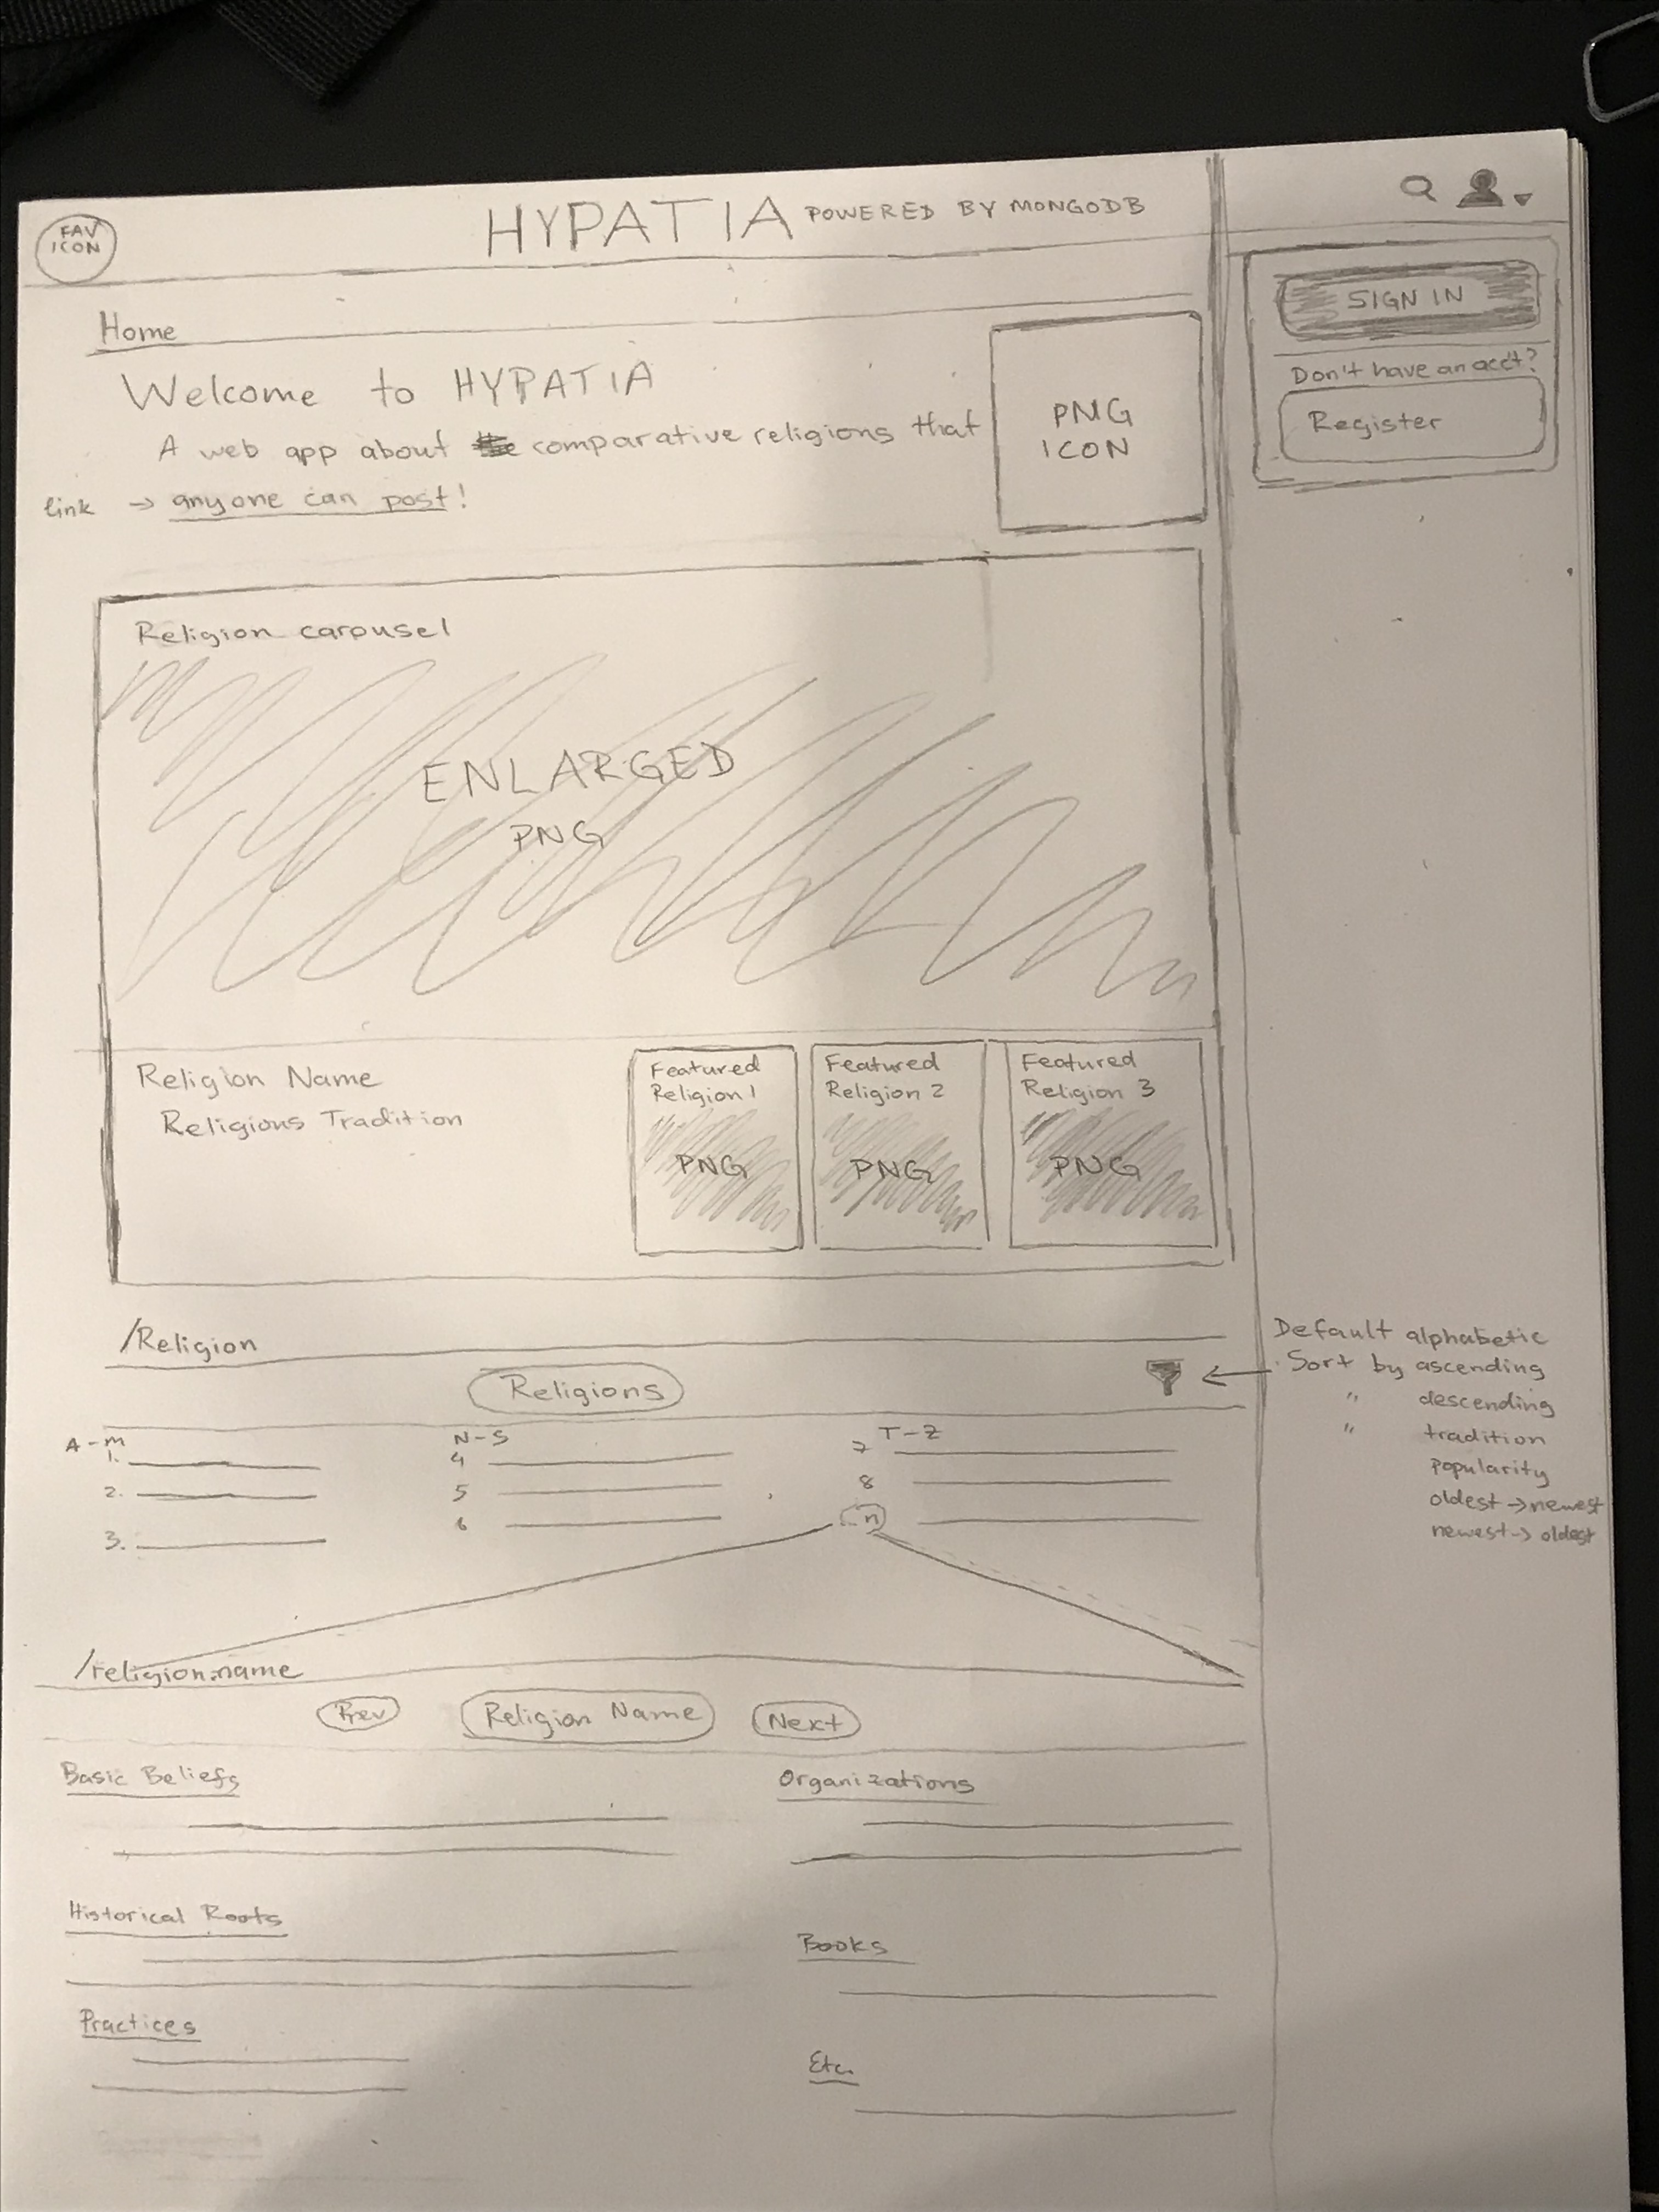 FAV
ICON
HYPATIA POWERED BY MONGODB
SIGN IN
Don't have an acct?
Register
Home
Welcome to HYPATIA
A web app about comparative religions that
link → anyone can post!
PNG
ICON
Religion carousel
ENLARGED
PNG
Religion Name
Religions Tradition
Featured
Religion 1
PNG
Featured
Religion 2
PNG
Featured
Religion 3
PNG
/Religion
Religions
Default alphabetic
Sort by ascending
" descending
" tradition
popularity
oldest → newest
newest → oldest
A-M
1.
2.
3.
N-S
4
5
6
T-Z
7
8
n
/religion:name
Prev
Religion Name
Next
Basic Beliefs
Organizations
Historical Roots
Books
Practices
Etc.